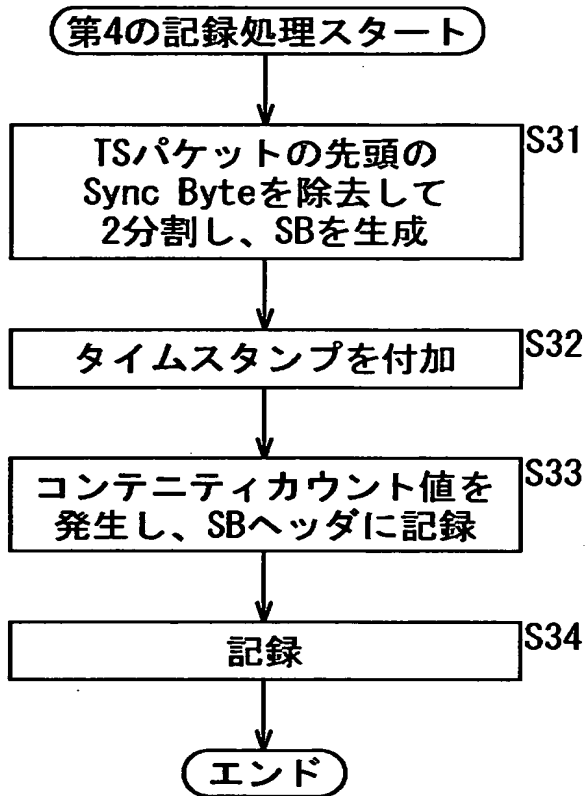 第4の記録処理スタート
S31
TSパケットの先頭の
Sync Byteを除去して
2分割し、SBを生成
S32
タイムスタンプを付加
S33
コンテニティカウント値を
発生し、SBヘッダに記録
S34
記録
エンド